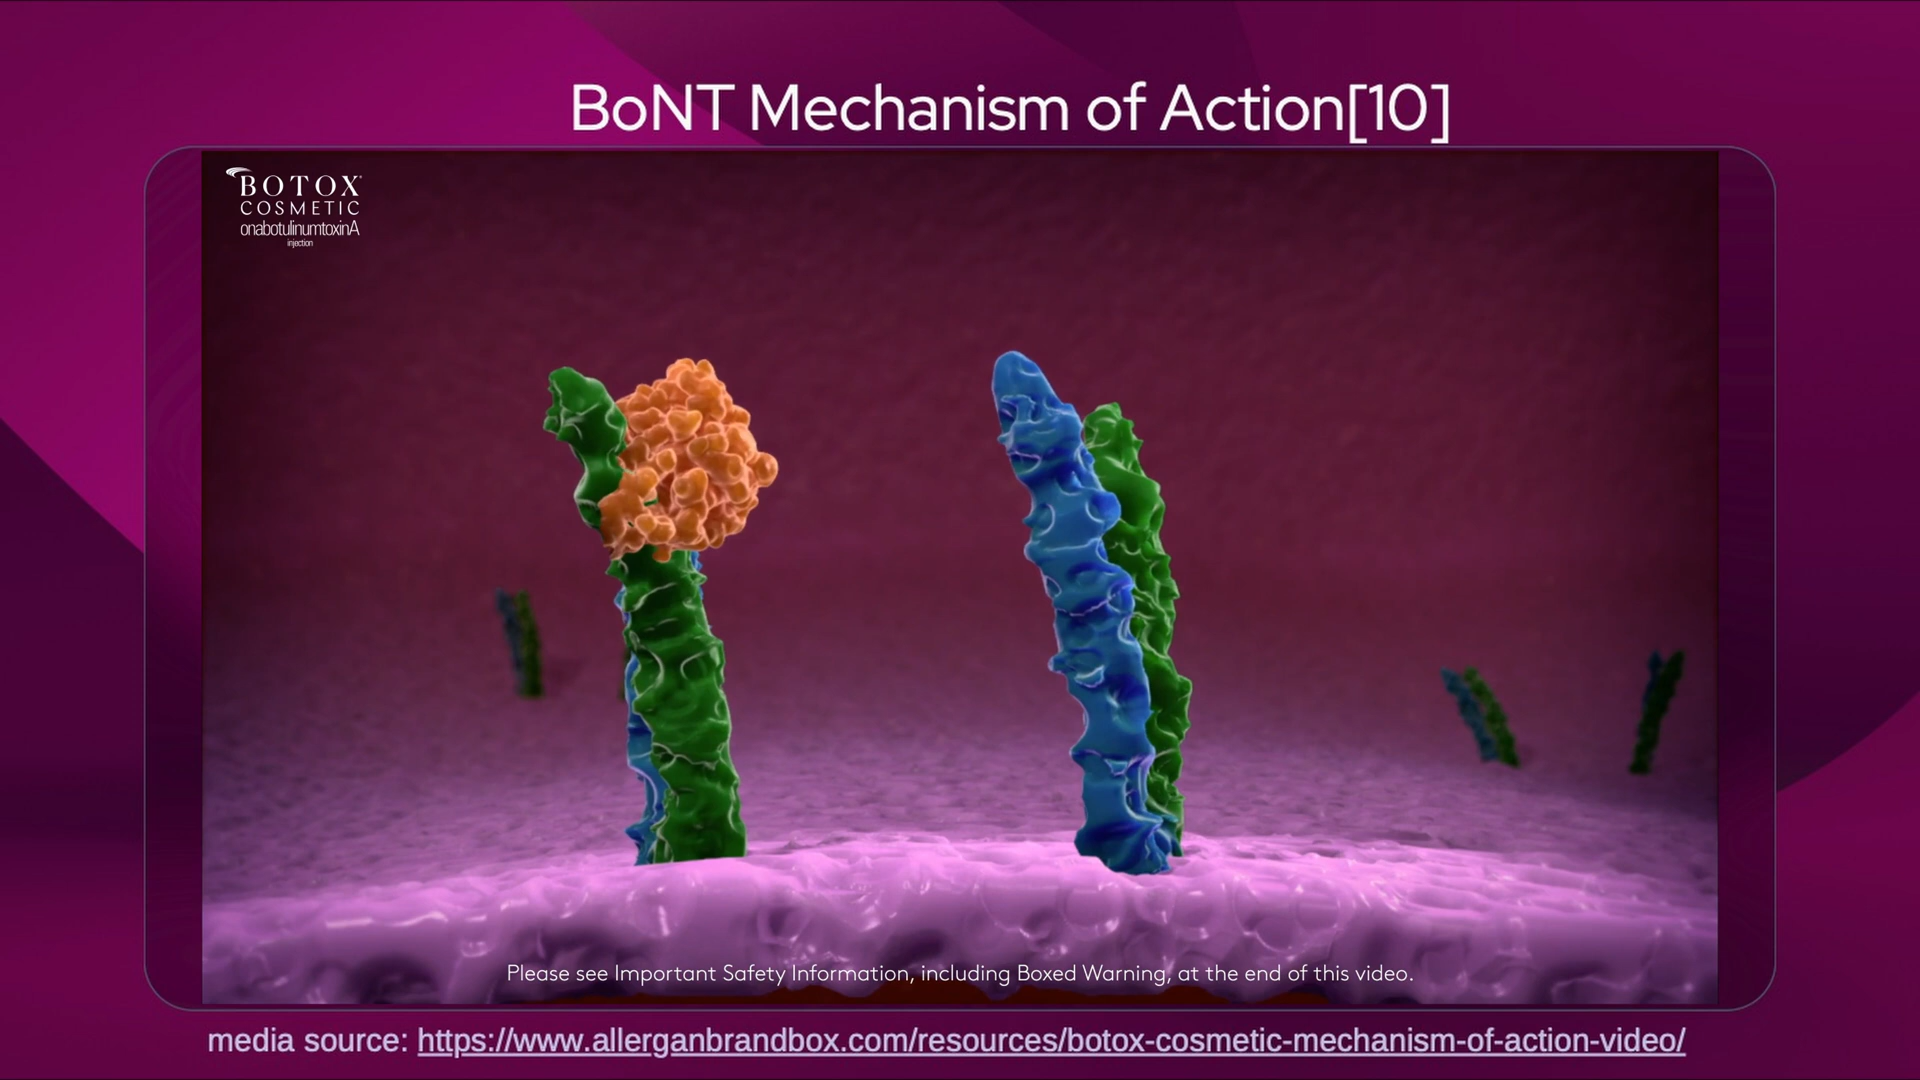 BoNT Mechanism of Action[10]
BOTOX
COSMETIC
onabotulinumtoxinA
injection
Please see Important Safety Information, including Boxed Warning, at the end of this video.
media source: https://www.allerganbrandbox.com/resources/botox-cosmetic-mechanism-of-action-video/